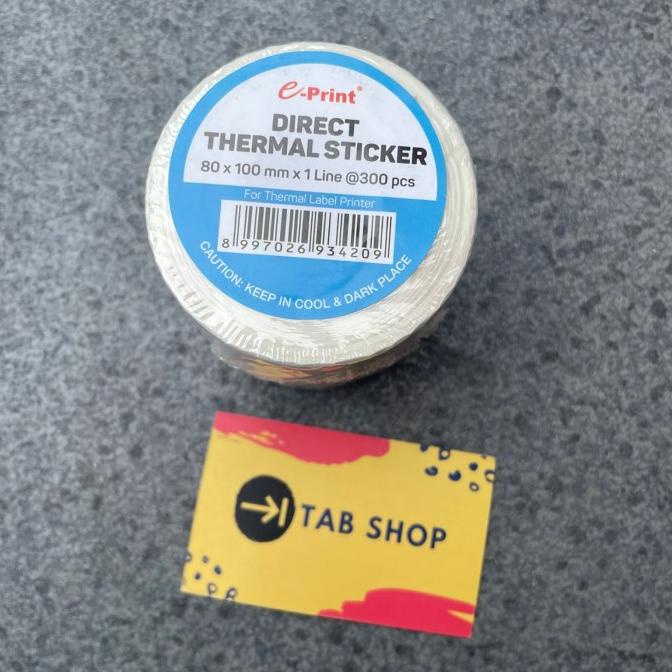 e-Print®
DIRECT
THERMAL STICKER
80 x 100 mm x 1 Line @300 pcs
For Thermal Label Printer
8 997026 934209
CAUTION: KEEP IN COOL & DARK PLACE
TAB SHOP